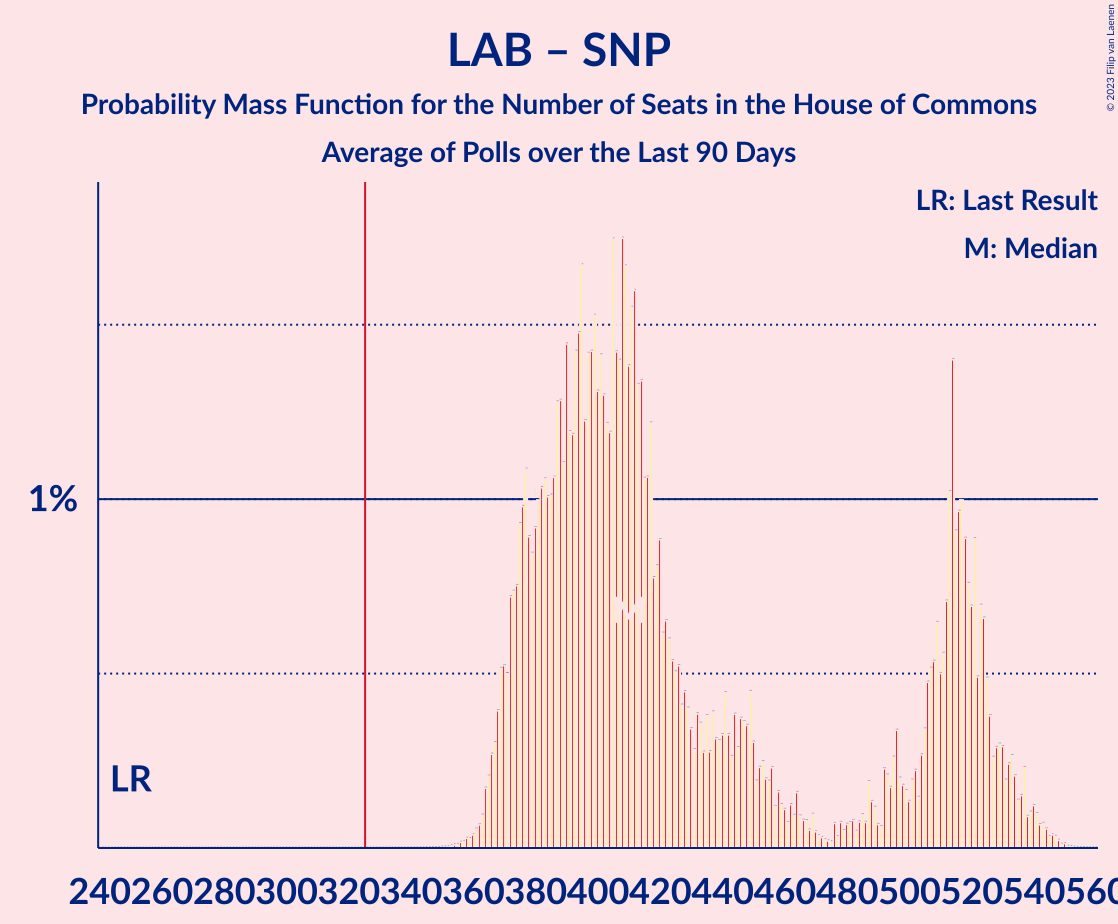 LAB – SNP
Probability Mass Function for the Number of Seats in the House of Commons
Average of Polls over the Last 90 Days
© 2023 Filip van Laenen
LR: Last Result
M: Median
1%
M
LR
240 260 280 300 320 340 360 380 400 420 440 460 480 500 520 540 560